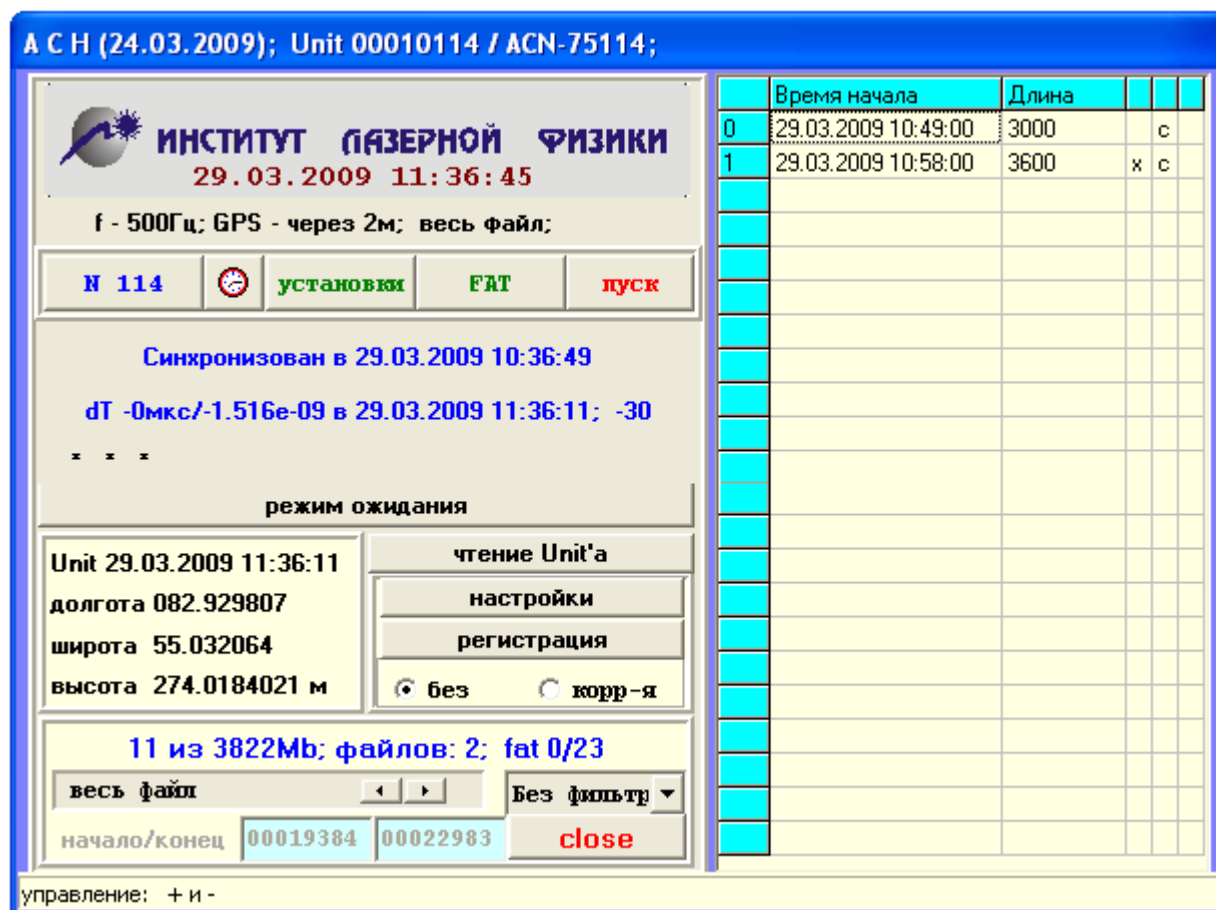 А С Н (24.03.2009); Unit 00010114 / ACN-75114;
ИНСТИТУТ ЛАЗЕРНОЙ ФИЗИКИ
29.03.2009 11:36:45
f - 500Гц; GPS - через 2м; весь файл;
N 114 установки FAT пуск
Синхронизован в 29.03.2009 10:36:49
dT -0мкс/-1.516e-09 в 29.03.2009 11:36:11; -30
* * *
режим ожидания
Unit 29.03.2009 11:36:11
долгота 082.929807
широта 55.032064
высота 274.0184021 м
чтение Unit'а
настройки
регистрация
без корр-я
11 из 3822Mb; файлов: 2; fat 0/23
весь файл Без фильтр
начало/конец 00019384 00022983 close
Время начала Длина
0 29.03.2009 10:49:00 3000 с
1 29.03.2009 10:58:00 3600 x с
управление: + и -